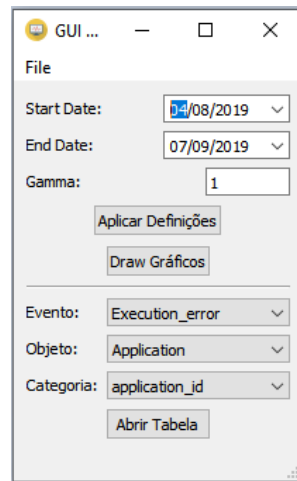 GUI ...
File
Start Date: 04/08/2019
End Date: 07/09/2019
Gamma: 1
Aplicar Definições
Draw Gráficos
Evento: Execution_error
Objeto: Application
Categoria: application_id
Abrir Tabela